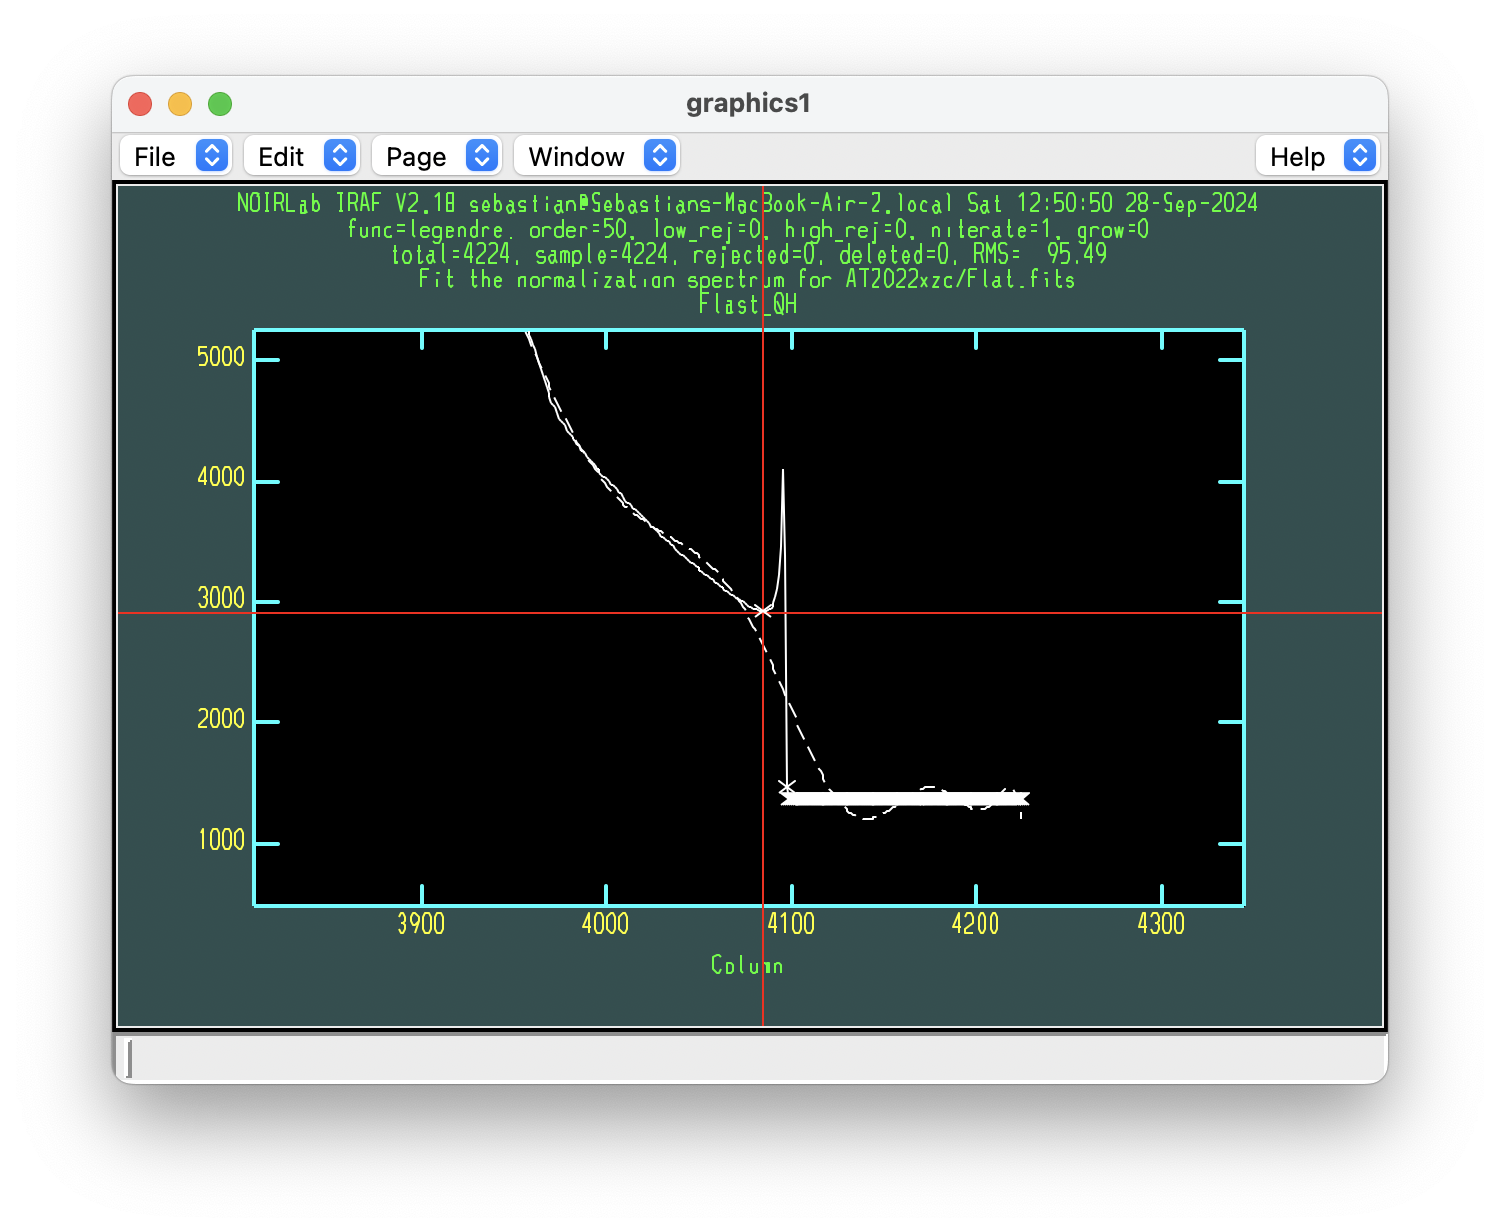 graphics1
File Edit Page Window Help
NOIRLab IRAF V2.18 sebastian@Sebastians-MacBook-Air-2.local Sat 12:50:50 28-Sep-2024
func=legendre, order=50, low_rej=0, high_rej=0, niterate=1, grow=0
total=4224, sample=4224, rejected=0, deleted=0, RMS= 95.49
Fit the normalization spectrum for AT2022xzc/Flat.fits
Flast_QH
5000
4000
3000
2000
1000
3900 4000 4100 4200 4300
Column